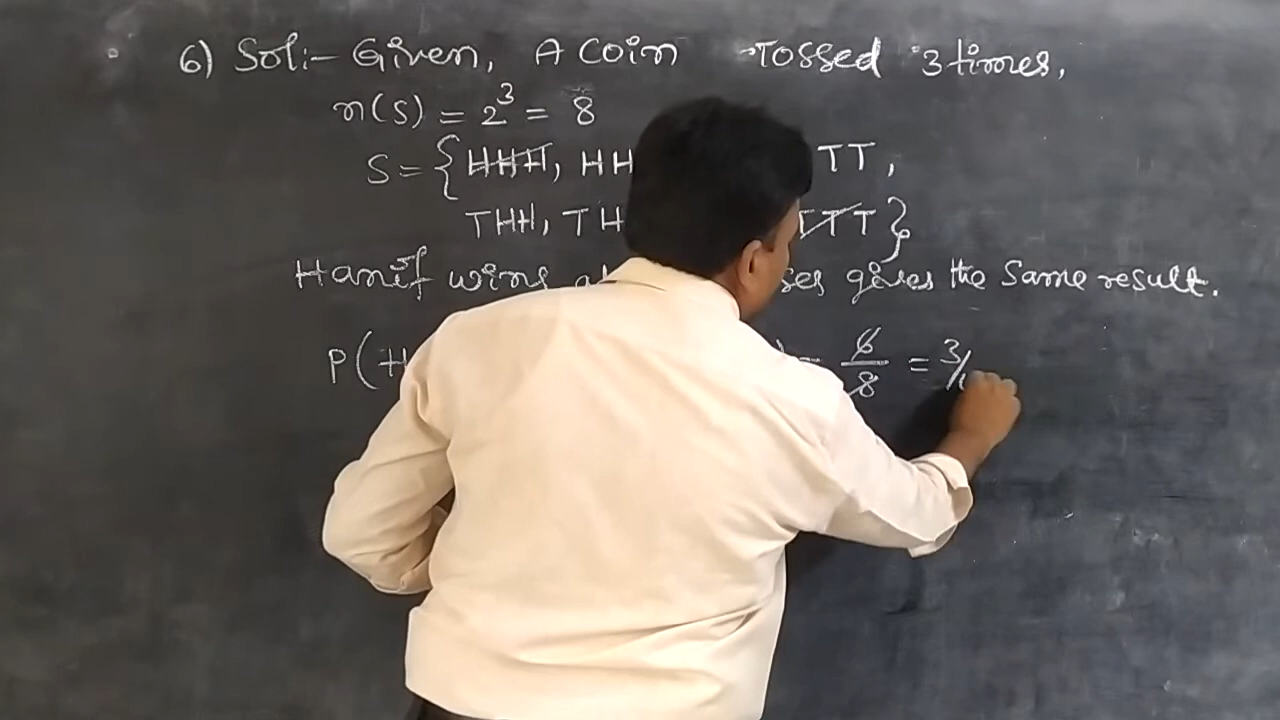 6) Sol:- Given, A Coin Tossed 3 times,
n(S) = 2³ = 8
S = { HHH, HH TT,
THH, TH TTT }
Hanif wins gives the Same result.
P( = 6/8 = 3/